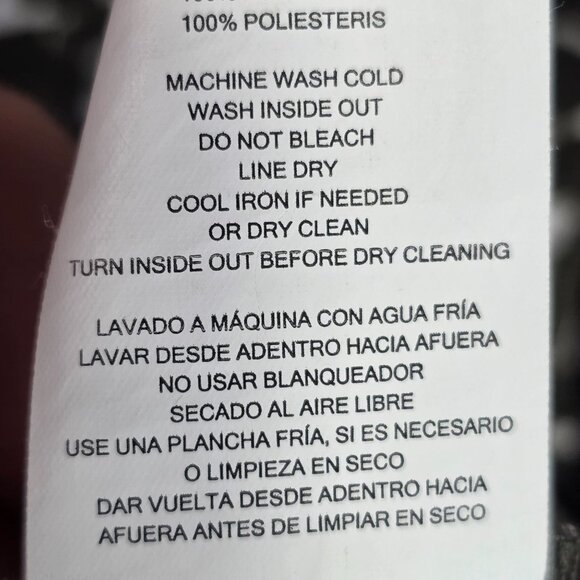 100% POLIESTERIS
MACHINE WASH COLD
WASH INSIDE OUT
DO NOT BLEACH
LINE DRY
COOL IRON IF NEEDED
OR DRY CLEAN
TURN INSIDE OUT BEFORE DRY CLEANING
LAVADO A MÁQUINA CON AGUA FRÍA
LAVAR DESDE ADENTRO HACIA AFUERA
NO USAR BLANQUEADOR
SECADO AL AIRE LIBRE
USE UNA PLANCHA FRÍA, SI ES NECESARIO
O LIMPIEZA EN SECO
DAR VUELTA DESDE ADENTRO HACIA
AFUERA ANTES DE LIMPIAR EN SECO